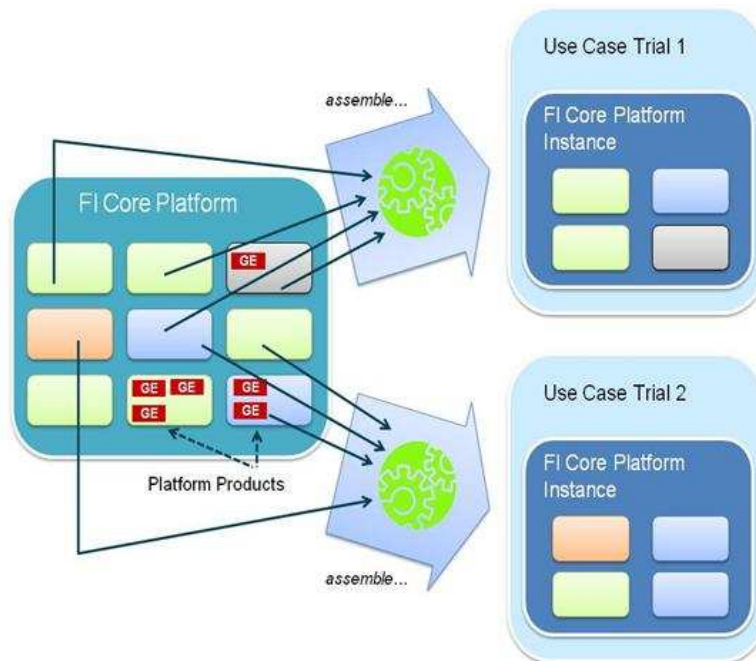 Use Case Trial 1
assemble...
FI Core Platform
Instance
FI Core Platform
GE
GE GE GE
GE GE
Platform Products
Use Case Trial 2
FI Core Platform
Instance
assemble...